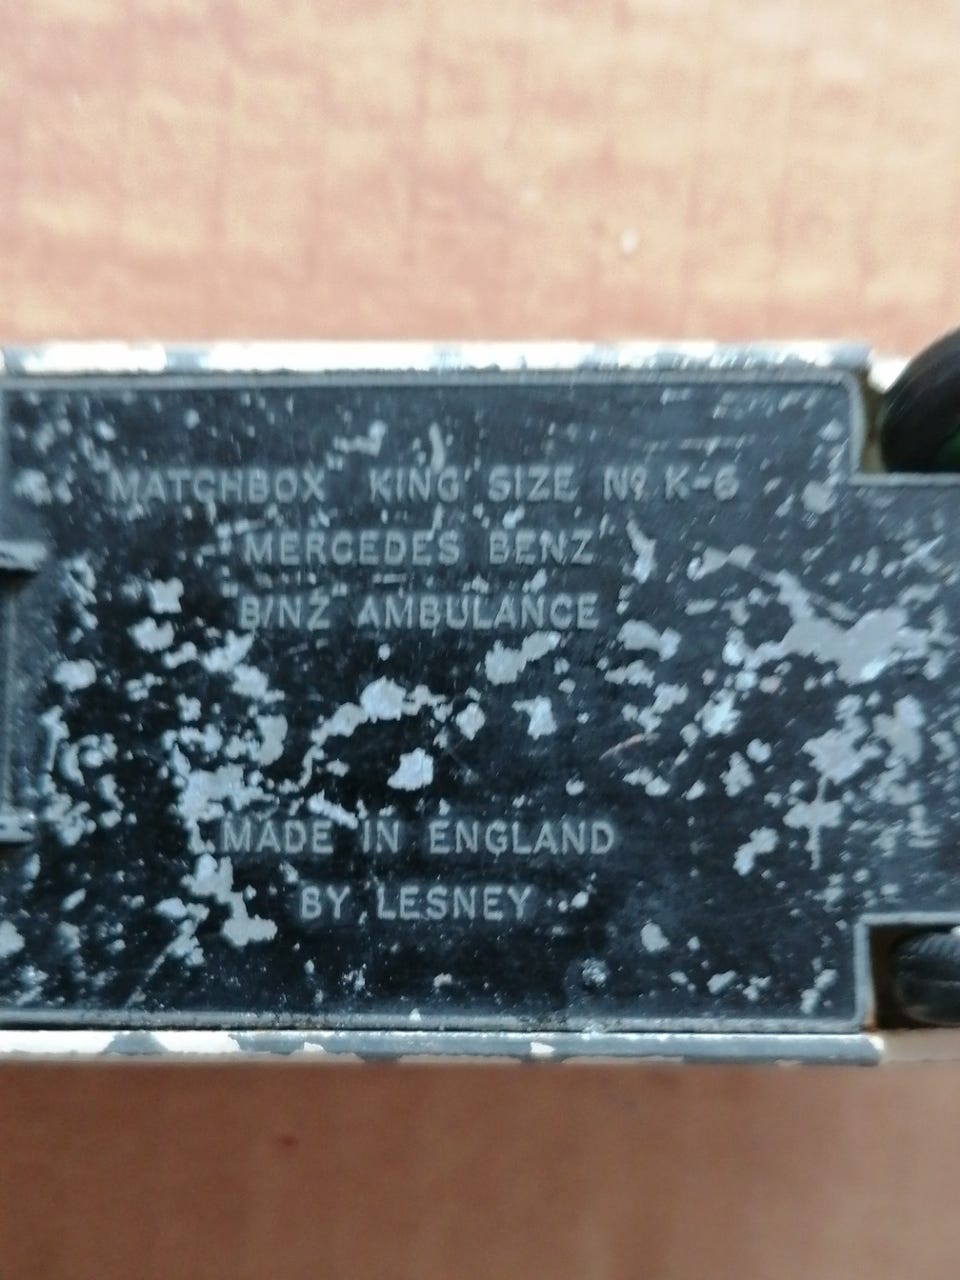 "MATCHBOX" KING SIZE Nº K-6
MERCEDES BENZ
"BINZ" AMBULANCE
MADE IN ENGLAND
BY LESNEY